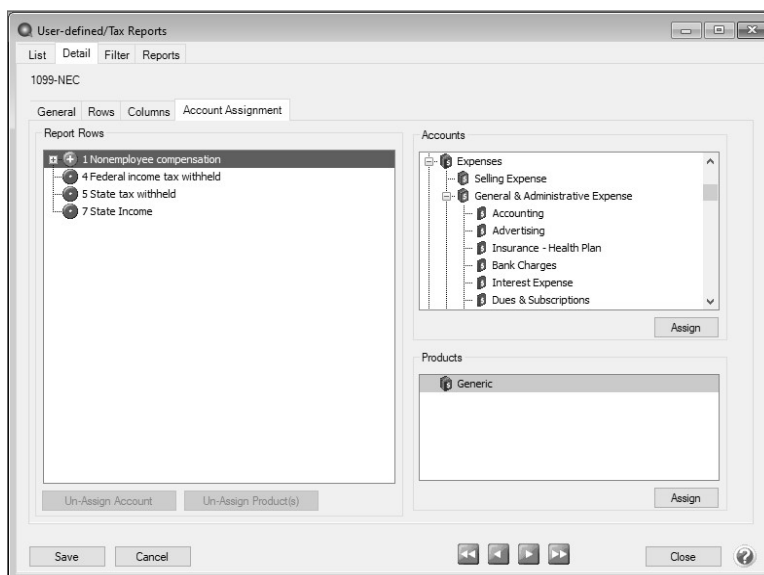 User-defined/Tax Reports
List Detail Filter Reports
1099-NEC
General Rows Columns Account Assignment
Report Rows
1 Nonemployee compensation
4 Federal income tax withheld
5 State tax withheld
7 State Income
Un-Assign Account Un-Assign Product(s)
Accounts
Expenses
Selling Expense
General & Administrative Expense
Accounting
Advertising
Insurance - Health Plan
Bank Charges
Interest Expense
Dues & Subscriptions
Assign
Products
Generic
Assign
Save Cancel Close ?